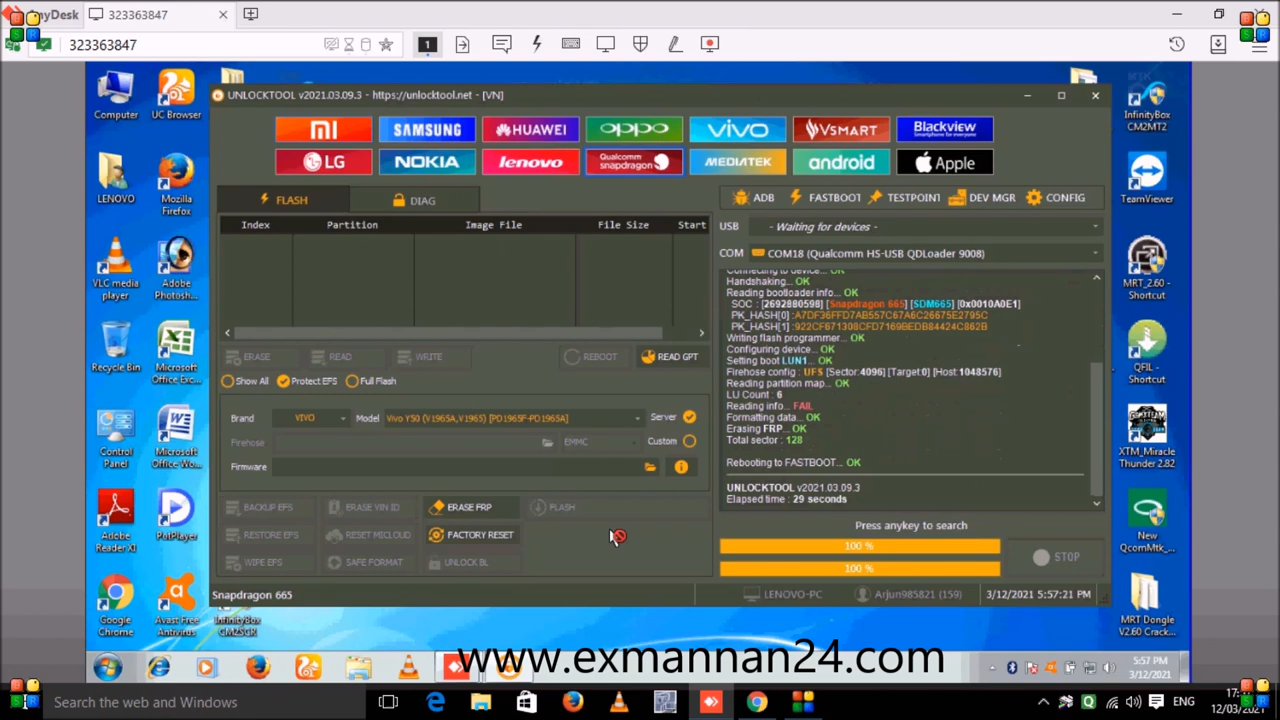 AnyDesk
323363847
323363847
1
Computer
UC Browser
LENOVO
Mozilla
Firefox
VLC media
player
Adobe
Photosh...
Recycle Bin
Microsoft
Office Exc...
Control
Panel
Microsoft
Office Wo...
Adobe
Reader XI
PotPlayer
Google
Chrome
Avast Free
Antivirus
InfinityBox
CM2SCR
UNLOCKTOOL v2021.03.09.3 - https://unlocktool.net - [VN]
MI
SAMSUNG
HUAWEI
OPPO
VIVO
VSMART
Blackview
LG
NOKIA
lenovo
Qualcomm
snapdragon
MEDIATEK
android
Apple
FLASH
DIAG
Index
Partition
Image File
File Size
Start
ERASE
READ
WRITE
REBOOT
READ GPT
Show All
Protect EFS
Full Flash
Brand
VIVO
Model
Vivo Y50 (V1965A,V1965) [PD1965F-PD1965A]
Server
Firehose
EMMC
Custom
Firmware
BACKUP EFS
ERASE VIN ID
ERASE FRP
FLASH
RESTORE EFS
RESET MICLOUD
FACTORY RESET
WIPE EFS
SAFE FORMAT
UNLOCK BL
ADB
FASTBOOT
TESTPOINT
DEV MGR
CONFIG
USB
- Waiting for devices -
COM
COM18 (Qualcomm HS-USB QDLoader 9008)
Connecting to device... OK
Handshaking... OK
Reading bootloader info... OK
SOC : [2692860598] [Snapdragon 665] [SDM665] [0x0010A0E1]
PK_HASH[0] :A7DF36FFD7AB557C67A6C26675E2795C
PK_HASH[1] :922CF671308CFD7169BEDB84424C862B
Writing flash programmer... OK
Configuring device... OK
Setting boot LUN1... OK
Firehose config : UFS [Sector:4096] [Target:0] [Host:1048576]
Reading partition map... OK
LU Count : 6
Reading info... FAIL
Formatting data... OK
Erasing FRP... OK
Total sector : 128
Rebooting to FASTBOOT... OK
UNLOCKTOOL v2021.03.09.3
Elapsed time : 29 seconds
Press anykey to search
100 %
100 %
STOP
Snapdragon 665
LENOVO-PC
Arjun985821 (159)
3/12/2021 5:57:21 PM
InfinityBox
CM2MT2
TeamViewer
MRT_2.60 -
Shortcut
QFIL -
Shortcut
XTM_Miracle
Thunder 2.82
New
QcomMtk_...
MRT Dongle
V2.60 Crack...
5:57 PM
3/12/2021
www.exmannan24.com
Search the web and Windows
ENG
12/03/2021